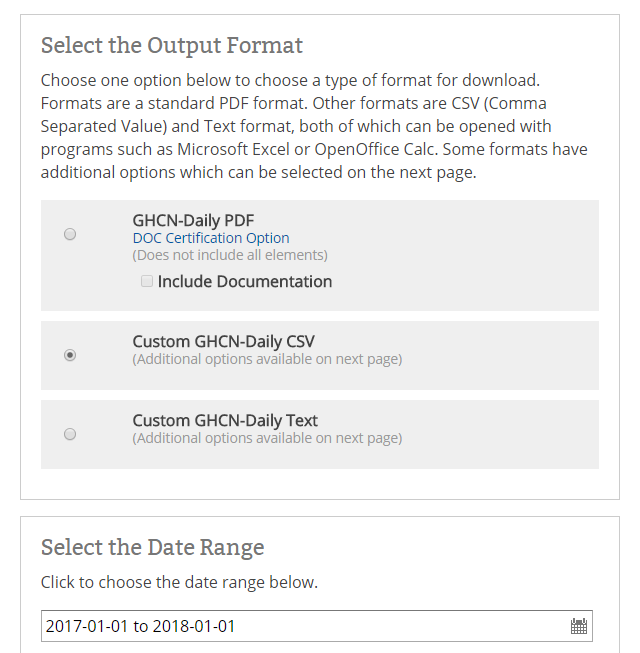 Select the Output Format
Choose one option below to choose a type of format for download.
Formats are a standard PDF format. Other formats are CSV (Comma
Separated Value) and Text format, both of which can be opened with
programs such as Microsoft Excel or OpenOffice Calc. Some formats have
additional options which can be selected on the next page.
GHCN-Daily PDF
DOC Certification Option
(Does not include all elements)
Include Documentation
Custom GHCN-Daily CSV
(Additional options available on next page)
Custom GHCN-Daily Text
(Additional options available on next page)
Select the Date Range
Click to choose the date range below.
2017-01-01 to 2018-01-01